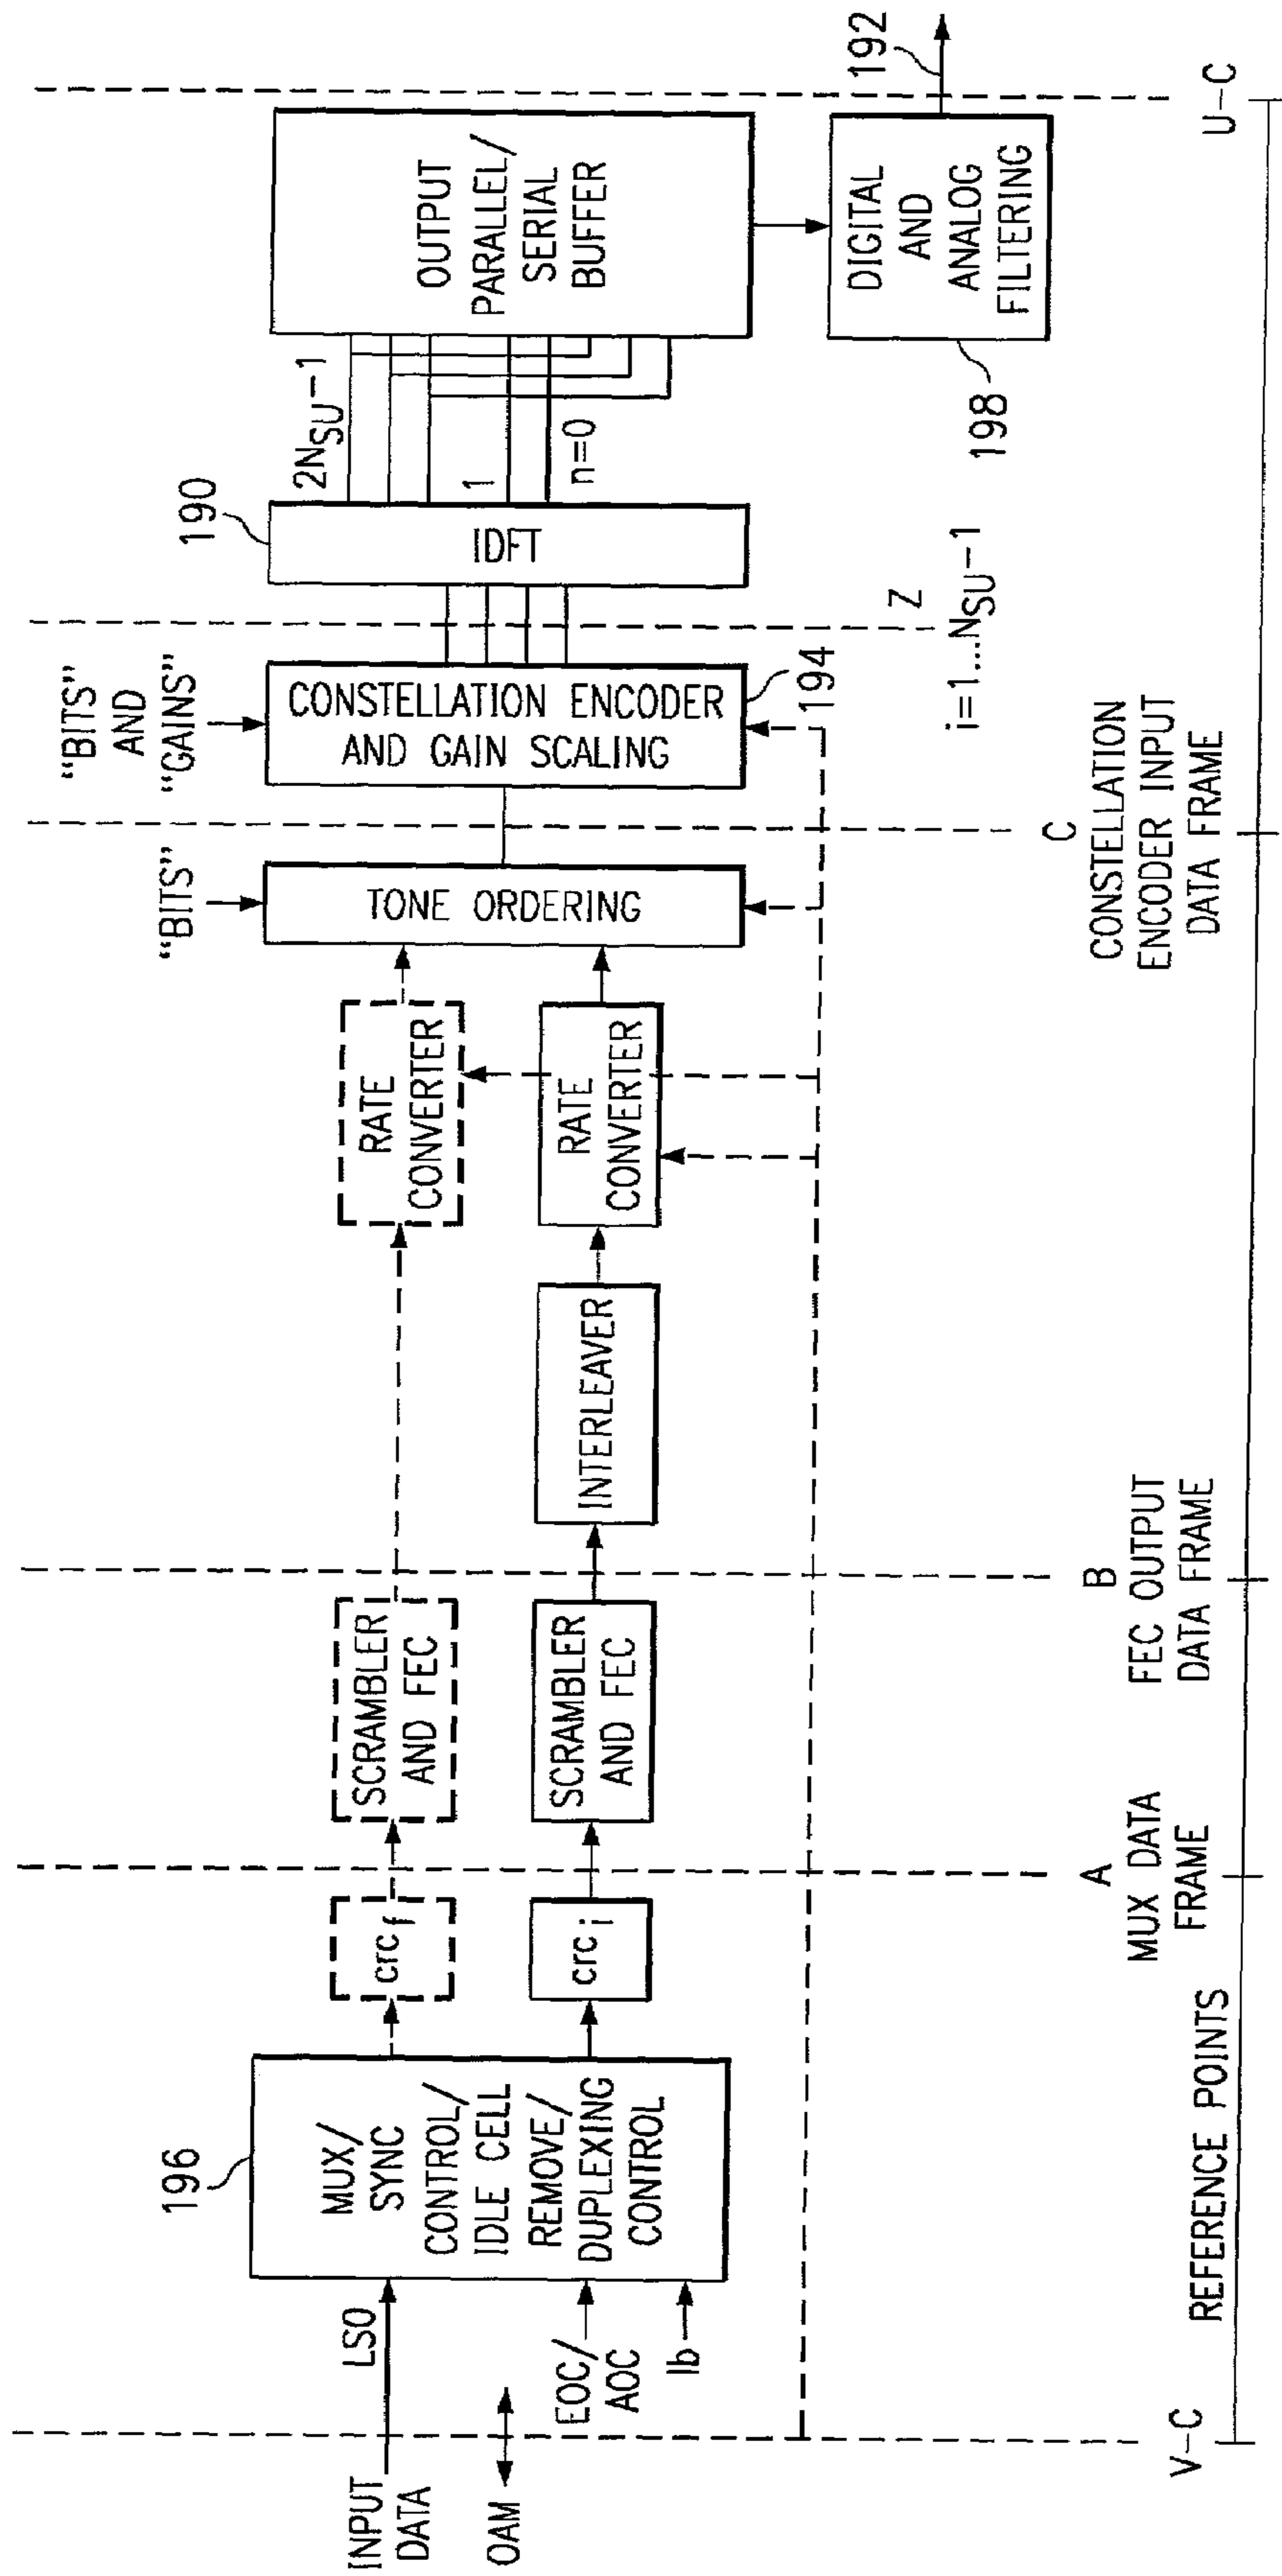 INPUT
DATA
LS0
OAM
EOC/
AOC
Ib
196
MUX/
SYNC
CONTROL/
IDLE CELL
REMOVE/
DUPLEXING
CONTROL
crc f
crc i
SCRAMBLER
AND FEC
SCRAMBLER
AND FEC
INTERLEAVER
RATE
CONVERTER
RATE
CONVERTER
"BITS"
TONE ORDERING
"BITS"
AND
"GAINS"
CONSTELLATION ENCODER
AND GAIN SCALING
194
Z
i=1...NSU-1
190
IDFT
2NSU-1
1
n=0
OUTPUT
PARALLEL/
SERIAL
BUFFER
DIGITAL
AND
ANALOG
FILTERING
198
192
V-C
REFERENCE POINTS
A
MUX DATA
FRAME
B
FEC OUTPUT
DATA FRAME
C
CONSTELLATION
ENCODER INPUT
DATA FRAME
U-C